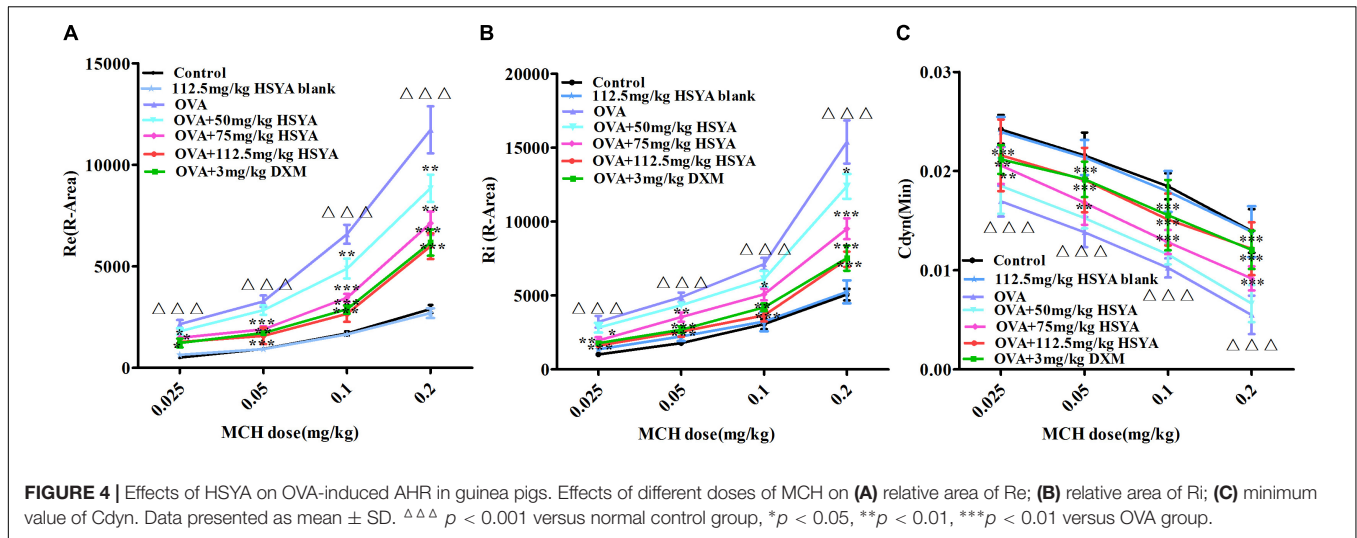 A
Re(R-Area)
15000
10000
5000
0
Control
112.5mg/kg HSYA blank
OVA
OVA+50mg/kg HSYA
OVA+75mg/kg HSYA
OVA+112.5mg/kg HSYA
OVA+3mg/kg DXM
△△△
△△△
△△△
△△△
**
**
***
***
**
***
***
***
***
**
***
0.025
0.05
0.1
0.2
MCH dose(mg/kg)
B
Ri (R-Area)
20000
15000
10000
5000
0
Control
112.5mg/kg HSYA blank
OVA
OVA+50mg/kg HSYA
OVA+75mg/kg HSYA
OVA+112.5mg/kg HSYA
OVA+3mg/kg DXM
△△△
△△△
△△△
△△△
*
***
***
***
*
**
***
0.025
0.05
0.1
0.2
MCH dose(mg/kg)
C
Cdyn(Min)
0.03
0.02
0.01
0.00
***
**
**
***
***
**
***
***
***
***
***
***
△△△
△△△
△△△
△△△
Control
112.5mg/kg HSYA blank
OVA
OVA+50mg/kg HSYA
OVA+75mg/kg HSYA
OVA+112.5mg/kg HSYA
OVA+3mg/kg DXM
0.025
0.05
0.1
0.2
MCH dose(mg/kg)
FIGURE 4 | Effects of HSYA on OVA-induced AHR in guinea pigs. Effects of different doses of MCH on (A) relative area of Re; (B) relative area of Ri; (C) minimum
value of Cdyn. Data presented as mean ± SD. △△△ p < 0.001 versus normal control group, *p < 0.05, **p < 0.01, ***p < 0.01 versus OVA group.